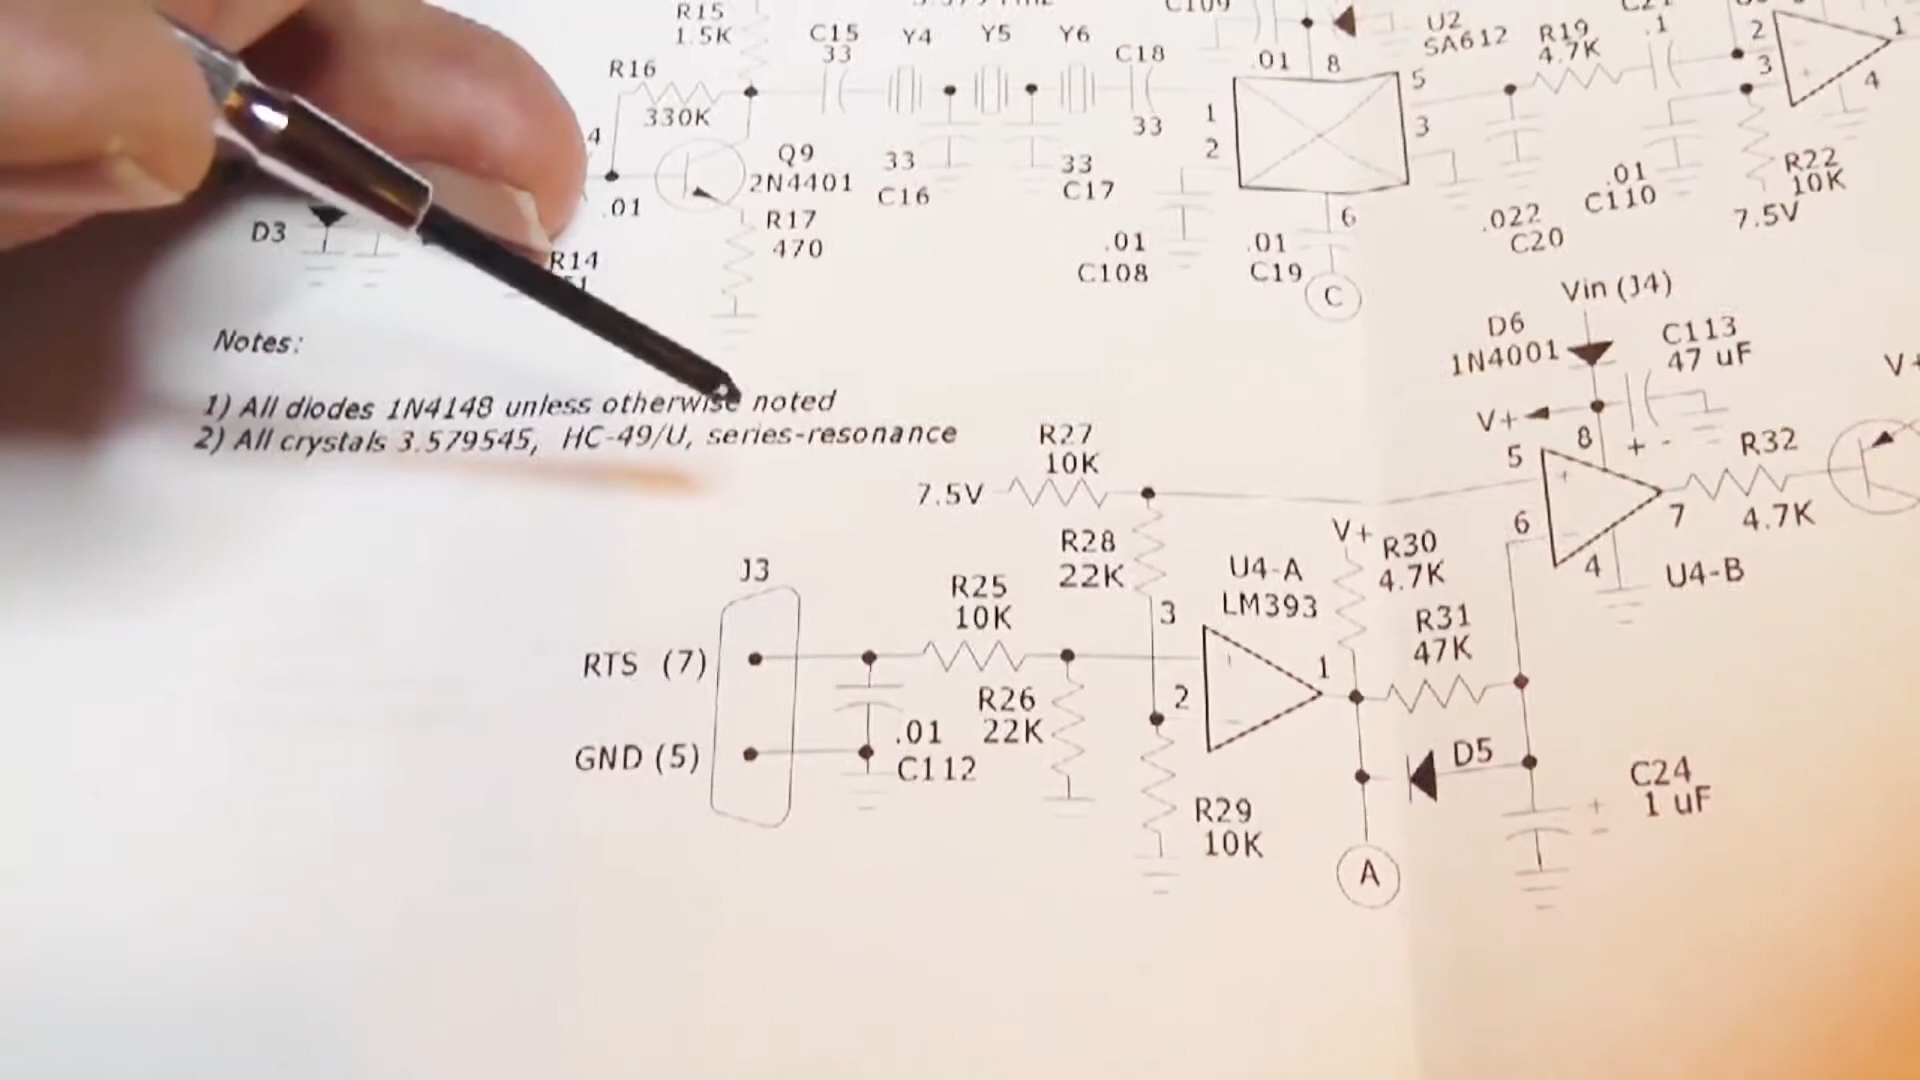 R15
1.5K
C15
33
Y4
Y5
Y6
C18
33
R16
330K
4
.01
Q9
2N4401
R17
470
33
C16
33
C17
D3
R14
.01
C108
.01
8
1
2
5
3
6
U2
SA612
.01
C19
C
R19
4.7K
.1
2
3
1
4
.022
C20
.01
C110
R22
10K
7.5V
Notes:
1) All diodes 1N4148 unless otherwise noted
2) All crystals 3.579545, HC-49/U, series-resonance
Vin (J4)
D6
1N4001
C113
47 uF
V+
+ -
8
5
6
+
7
4
U4-B
R32
4.7K
7.5V
R27
10K
R28
22K
J3
RTS (7)
GND (5)
R25
10K
R26
22K
.01
C112
3
2
U4-A
LM393
1
V+
R30
4.7K
R31
47K
D5
R29
10K
A
C24
1 uF
+
-